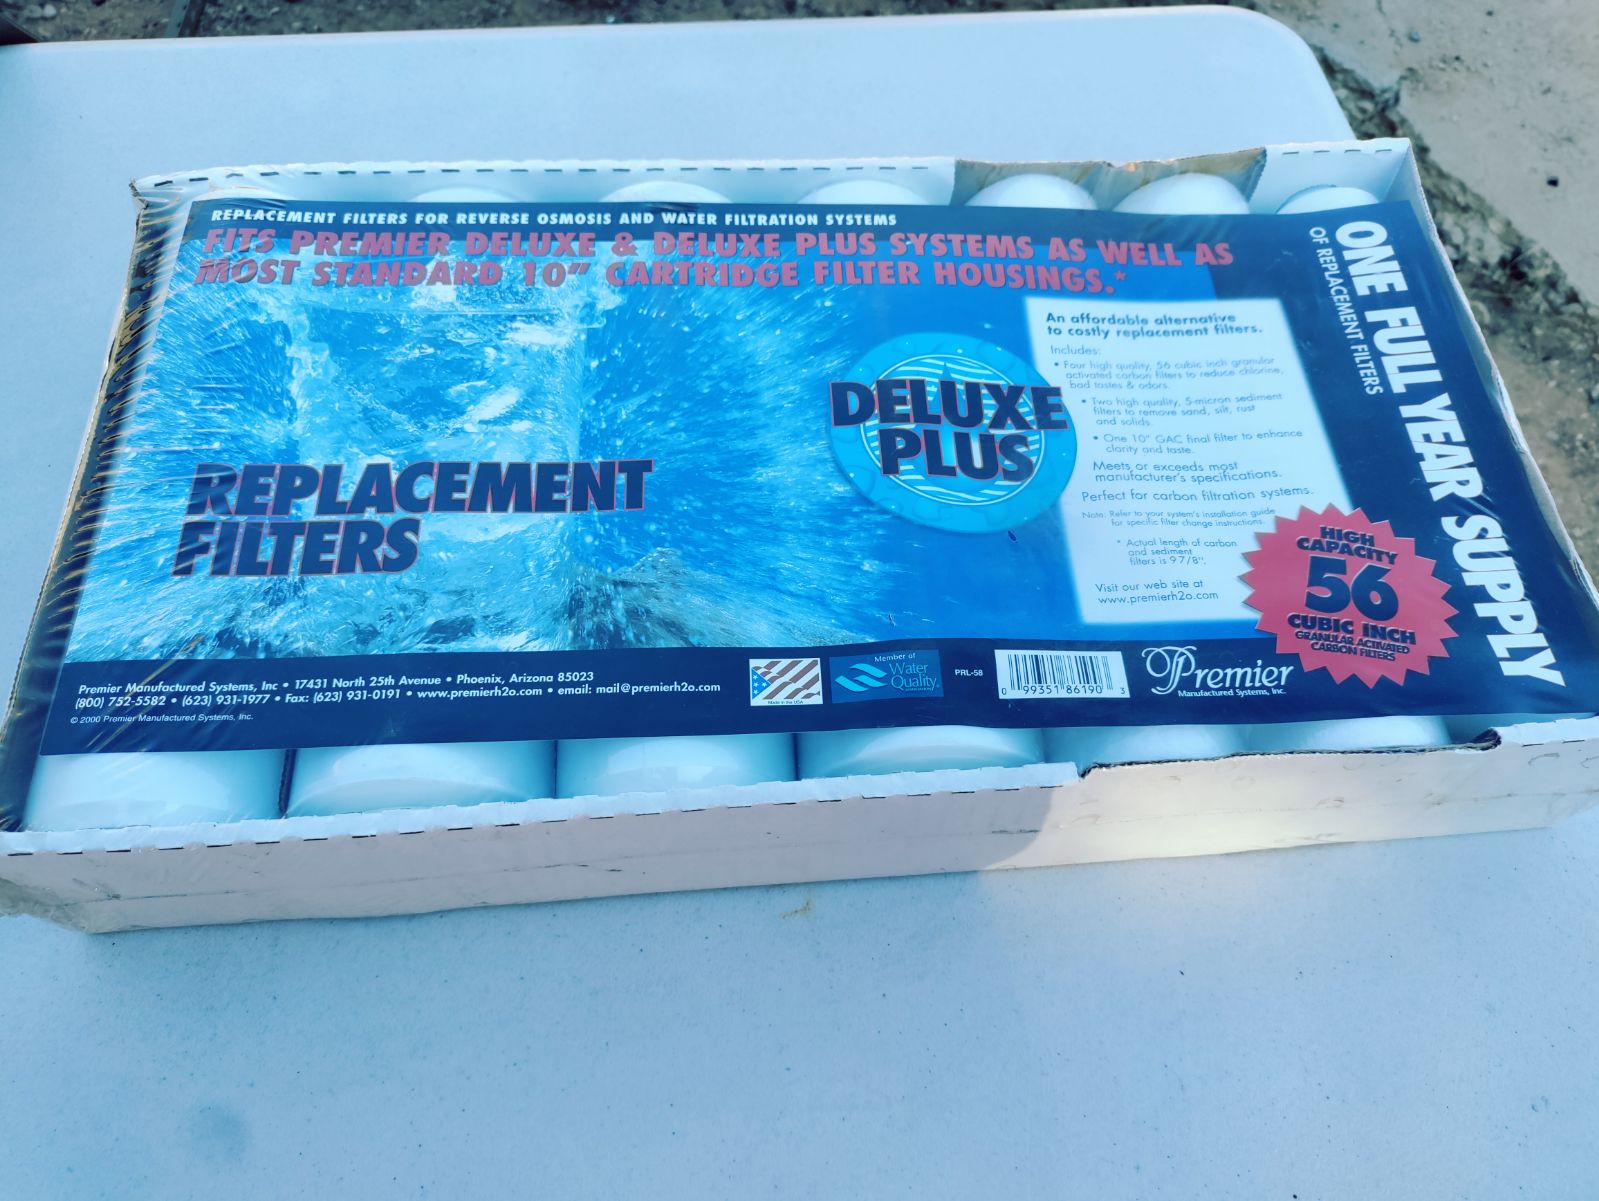 REPLACEMENT FILTERS FOR REVERSE OSMOSIS AND WATER FILTRATION SYSTEMS
FITS PREMIER DELUXE & DELUXE PLUS SYSTEMS AS WELL AS
MOST STANDARD 10" CARTRIDGE FILTER HOUSINGS.*
ONE FULL YEAR SUPPLY
OF REPLACEMENT FILTERS
An affordable alternative
to costly replacement filters.
Includes:
• Four high quality, 56 cubic inch granular
activated carbon filters to reduce chlorine,
bad tastes & odors.
• Two high quality, 5-micron sediment
filters to remove sand, silt, rust
and solids.
• One 10" GAC final filter to enhance
clarity and taste.
Meets or exceeds most
manufacturer's specifications.
Perfect for carbon filtration systems.
Note: Refer to your system's installation guide
for specific filter change instructions.
* Actual length of carbon
and sediment
filters is 9 7/8".
Visit our web site at
www.premierh2o.com
DELUXE
PLUS
REPLACEMENT
FILTERS
HIGH
CAPACITY
56
CUBIC INCH
GRANULAR ACTIVATED
CARBON FILTERS
Premier Manufactured Systems, Inc • 17431 North 25th Avenue • Phoenix, Arizona 85023
(800) 752-5582 • (623) 931-1977 • Fax: (623) 931-0191 • www.premierh2o.com • email: mail@premierh2o.com
© 2000 Premier Manufactured Systems, Inc.
Made in the USA
Member of
Water
Quality
PRL-58
0 99351 86190 3
Premier
Manufactured Systems, Inc.